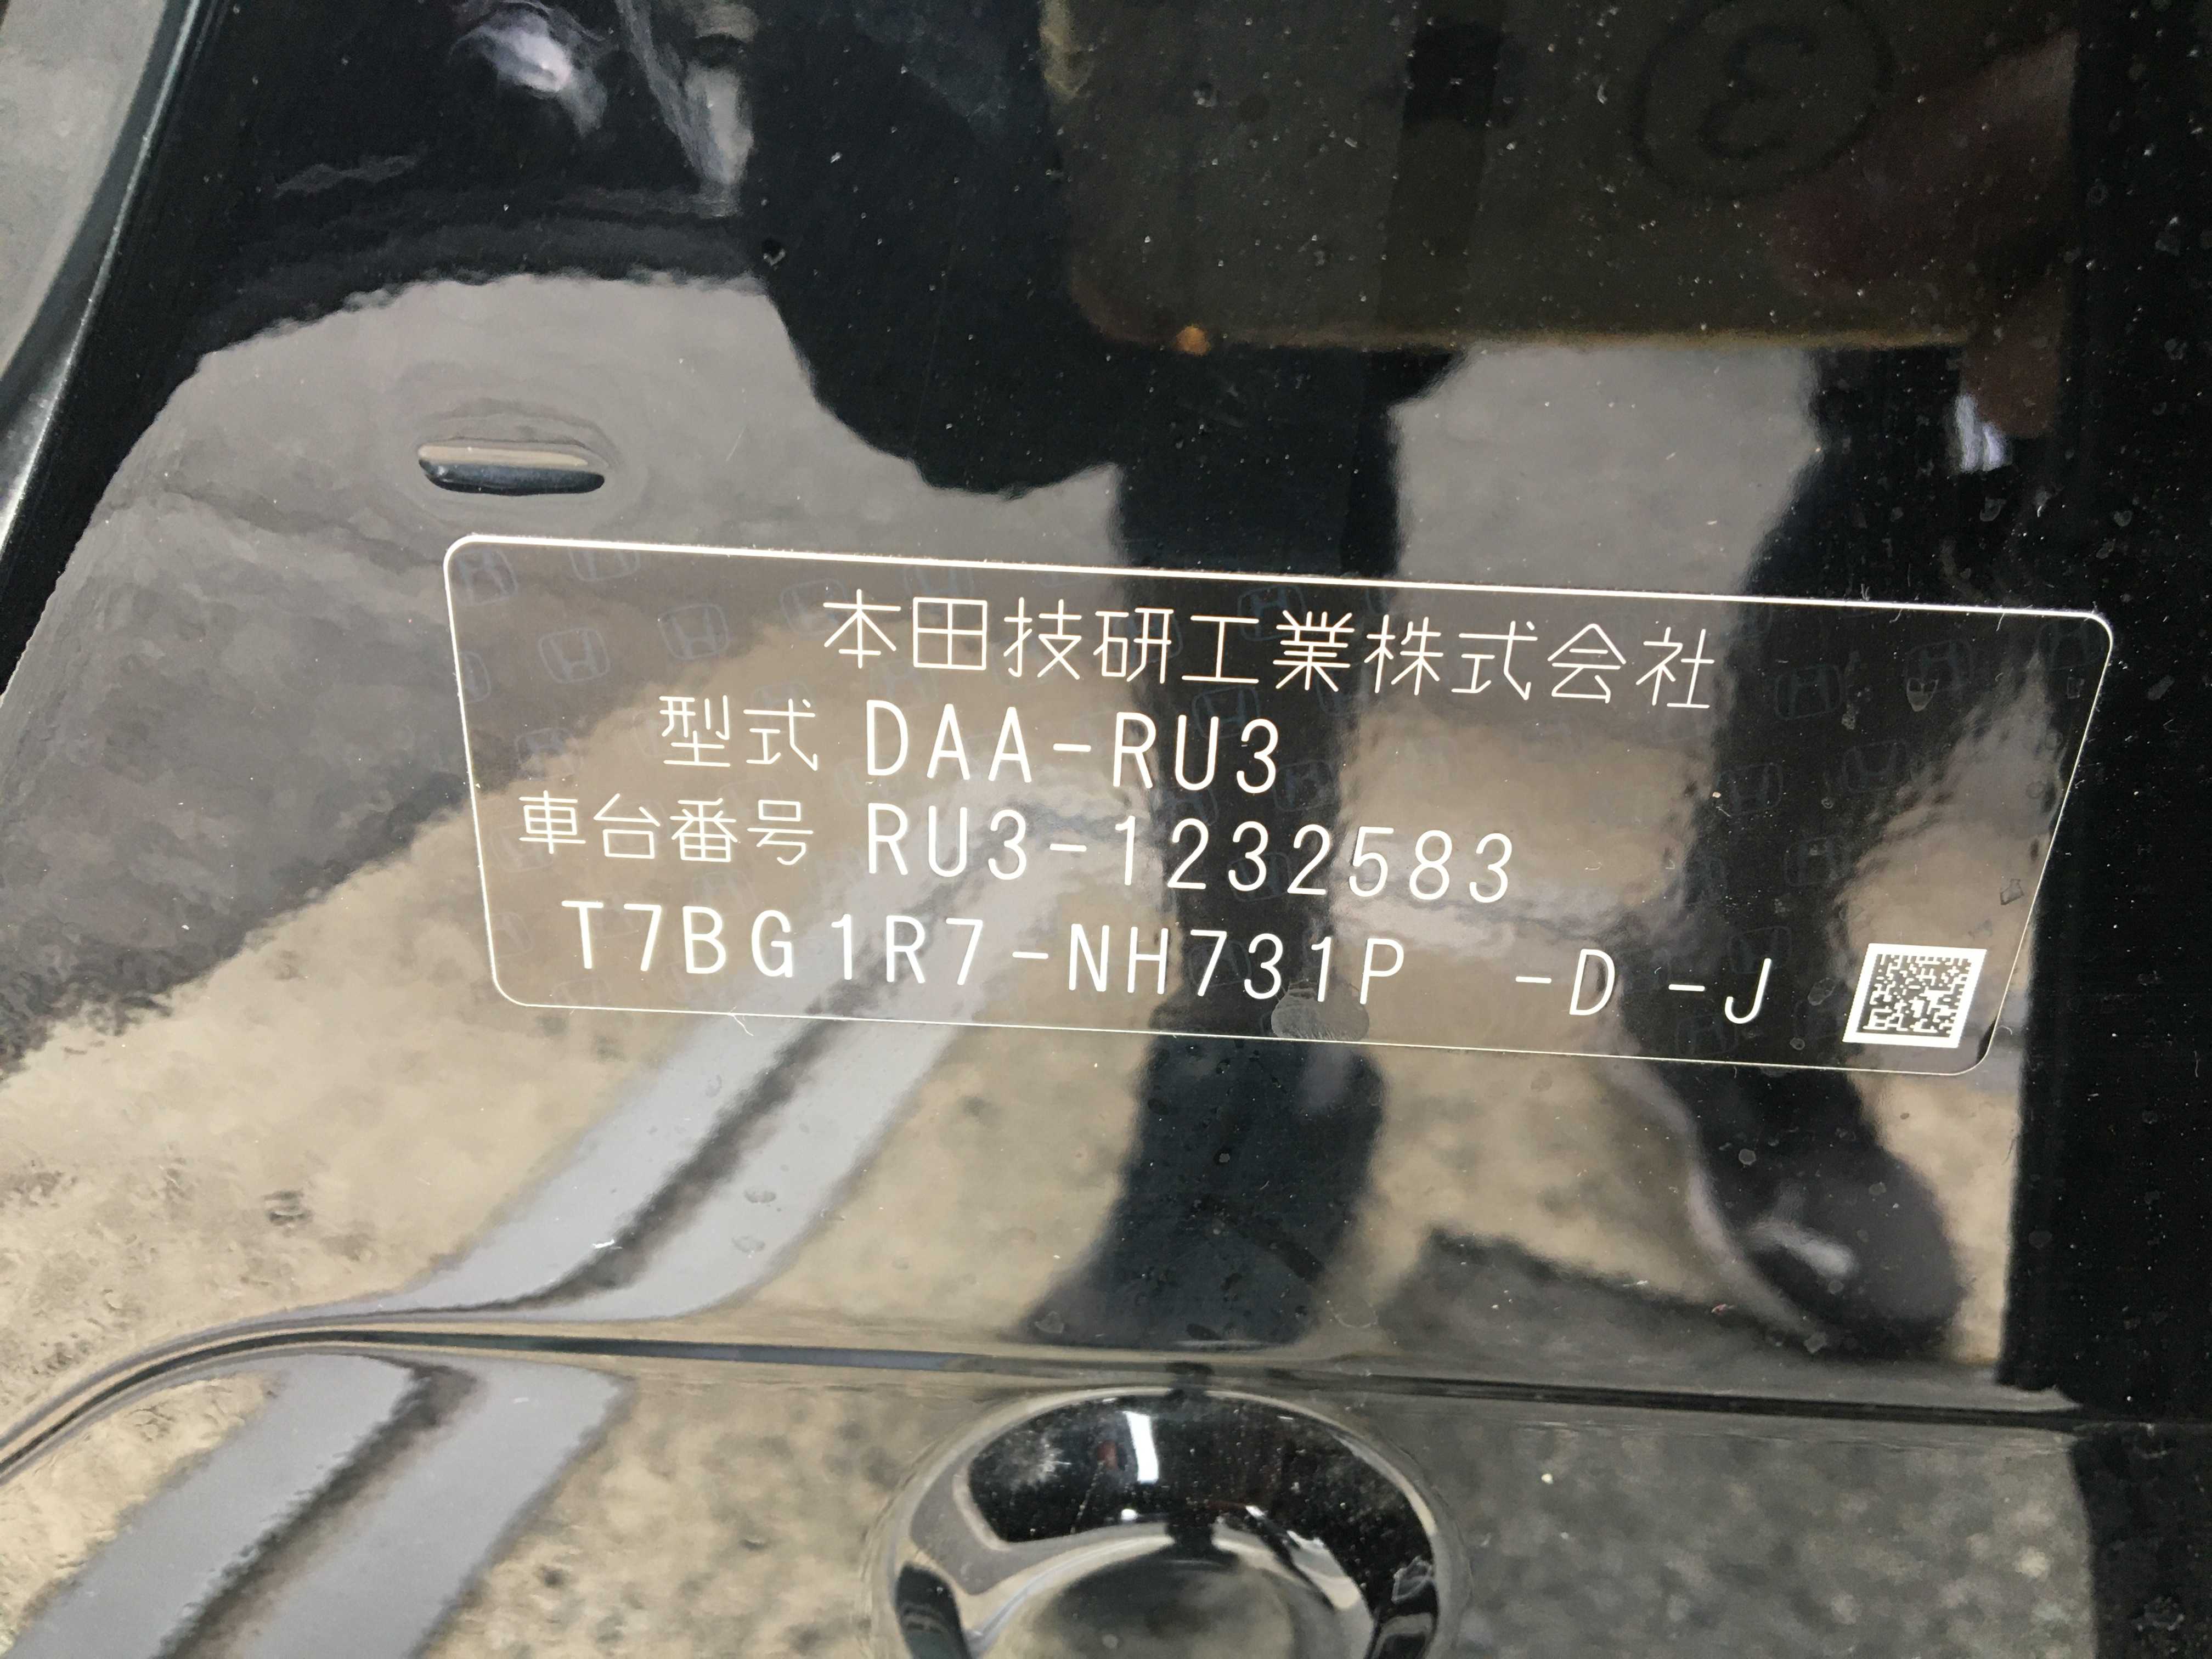 本田技研工業株式会社
型式 DAA-RU3
車台番号 RU3-1232583
T7BG1R7-NH731P -D -J